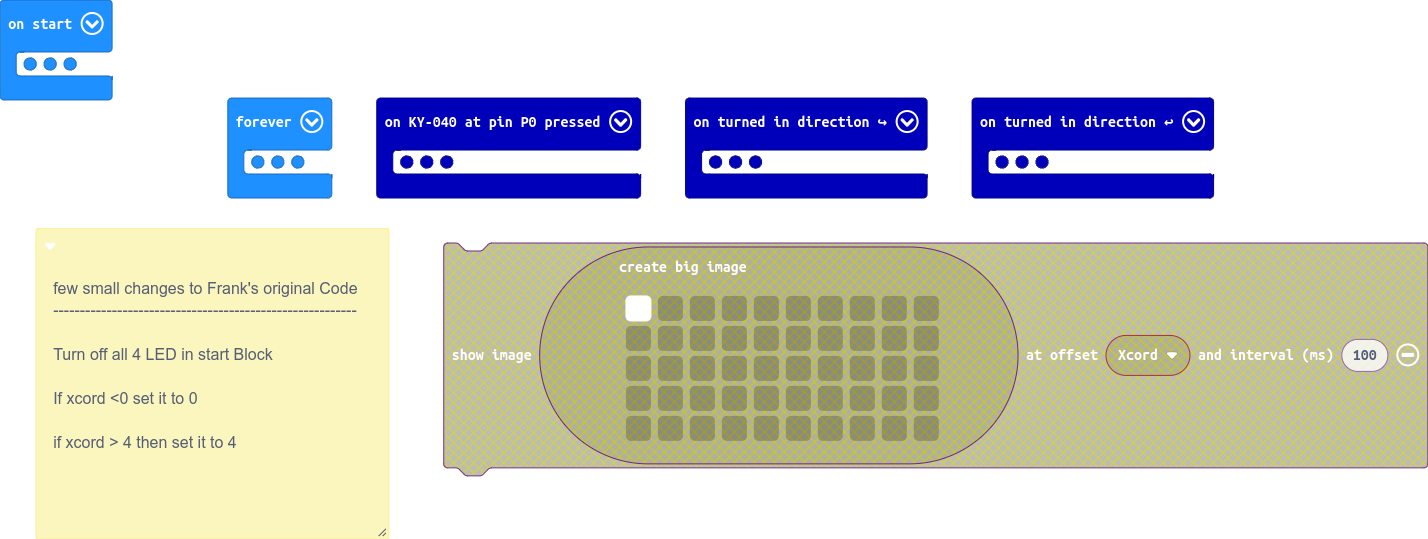 on start
forever
on KY-040 at pin P0 pressed
on turned in direction ↪
on turned in direction ↩
few small changes to Frank's original Code
---------------------------------------------------------
Turn off all 4 LED in start Block
If xcord <0 set it to 0
if xcord > 4 then set it to 4
create big image
show image at offset Xcord and interval (ms) 100